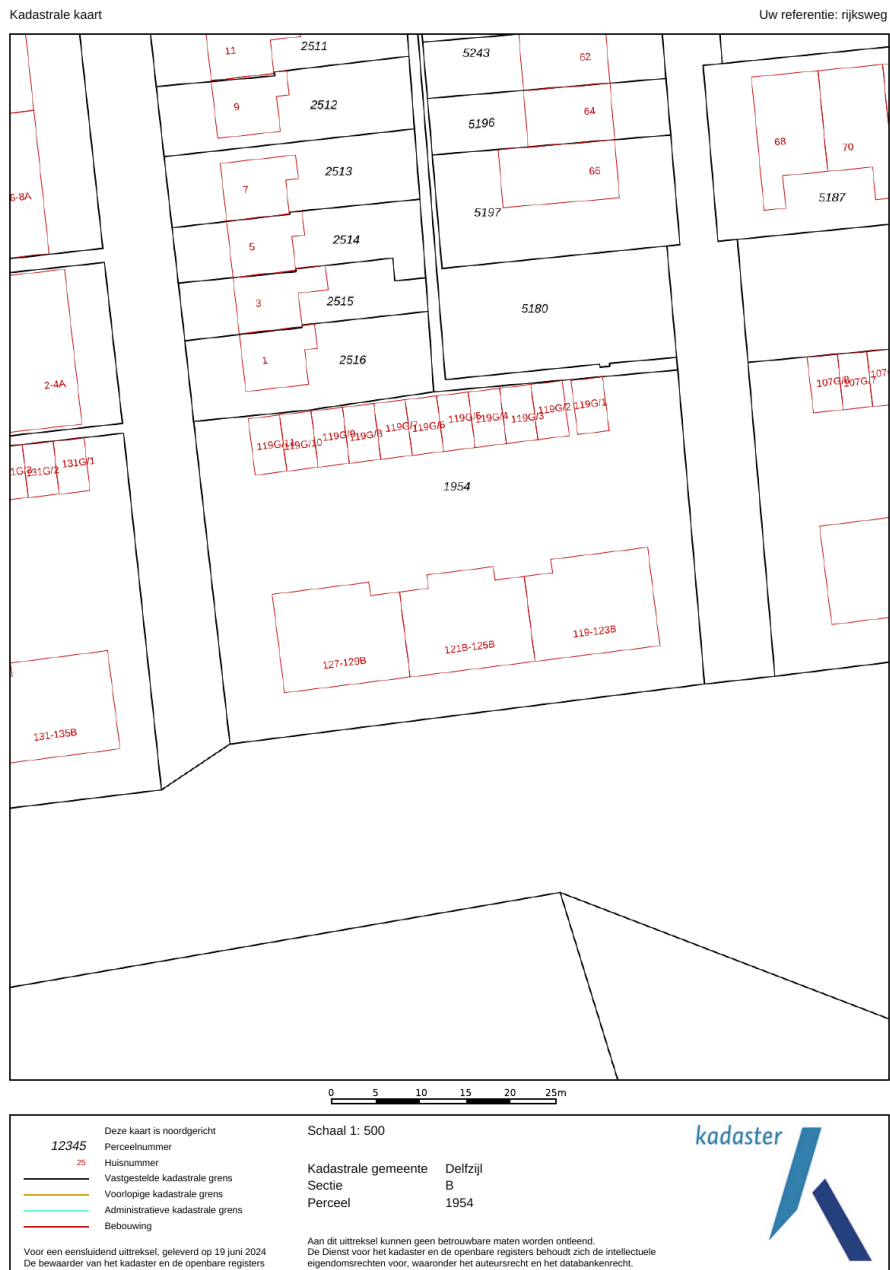 Kadastrale kaart
Uw referentie: rijksweg
11
2511
5243
62
9
2512
64
5196
68
70
7
2513
66
6-8A
5197
5187
5
2514
3
2515
5180
1
2516
2-4A
107G/8
107G/7
107
119G/11
119G/10
119G/9
119G/8
119G/7
119G/6
119G/5
119G/4
119G/3
119G/2
119G/1
131G/2
131G/1
1954
127-129B
121B-125B
119-123B
131-135B
0 5 10 15 20 25m
Deze kaart is noordgericht
12345 Perceelnummer
25 Huisnummer
Vastgestelde kadastrale grens
Voorlopige kadastrale grens
Administratieve kadastrale grens
Bebouwing
Voor een eensluidend uittreksel, geleverd op 19 juni 2024
De bewaarder van het kadaster en de openbare registers
Schaal 1: 500
Kadastrale gemeente Delfzijl
Sectie B
Perceel 1954
Aan dit uittreksel kunnen geen betrouwbare maten worden ontleend.
De Dienst voor het kadaster en de openbare registers behoudt zich de intellectuele
eigendomsrechten voor, waaronder het auteursrecht en het databankenrecht.
kadaster